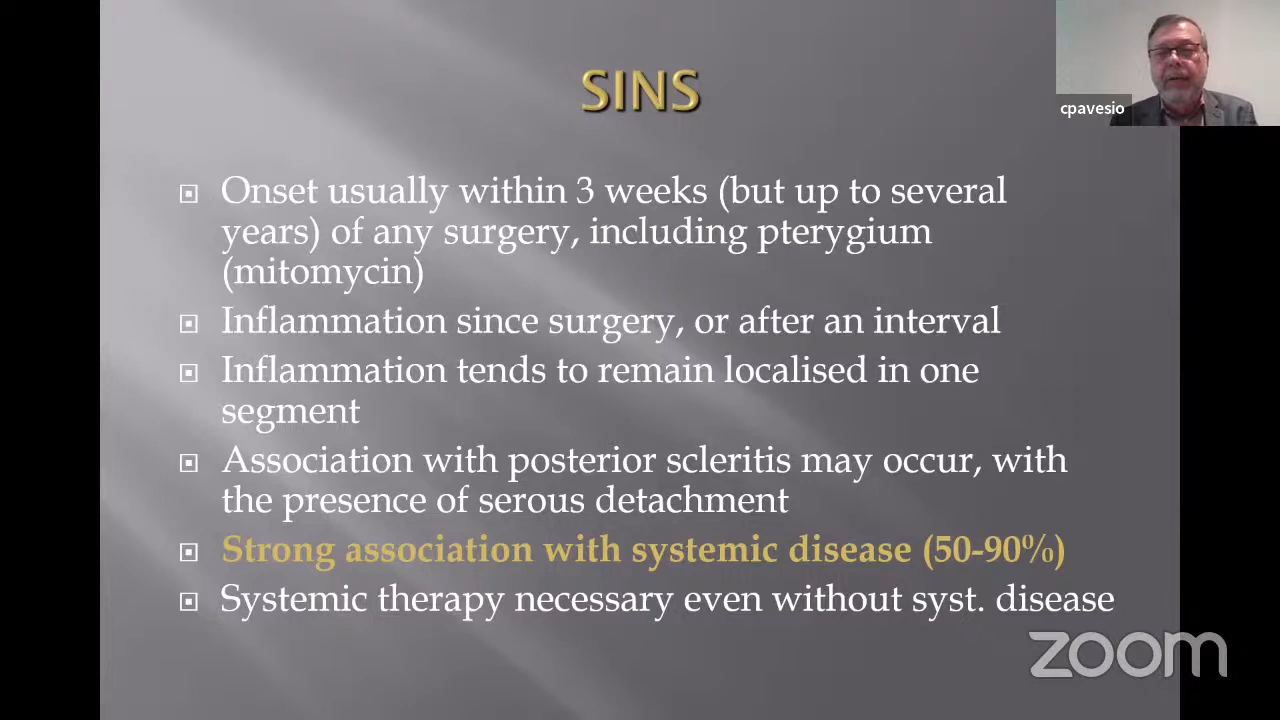 SINS
cpavesio
Onset usually within 3 weeks (but up to several
years) of any surgery, including pterygium
(mitomycin)
Inflammation since surgery, or after an interval
Inflammation tends to remain localised in one
segment
Association with posterior scleritis may occur, with
the presence of serous detachment
Strong association with systemic disease (50-90%)
Systemic therapy necessary even without syst. disease
zoom